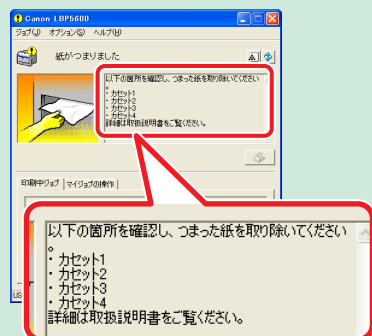 Canon LBP5600
ジョブ(J) オプション(S) ヘルプ(H)
紙がつまりました
以下の箇所を確認し、つまった紙を取り除いてください
。
・カセット1
・カセット2
・カセット3
・カセット4
詳細は取扱説明書をご覧ください。
印刷中ジョブ マイジョブの操作
以下の箇所を確認し、つまった紙を取り除いてください
。
・カセット1
・カセット2
・カセット3
・カセット4
詳細は取扱説明書をご覧ください。
US